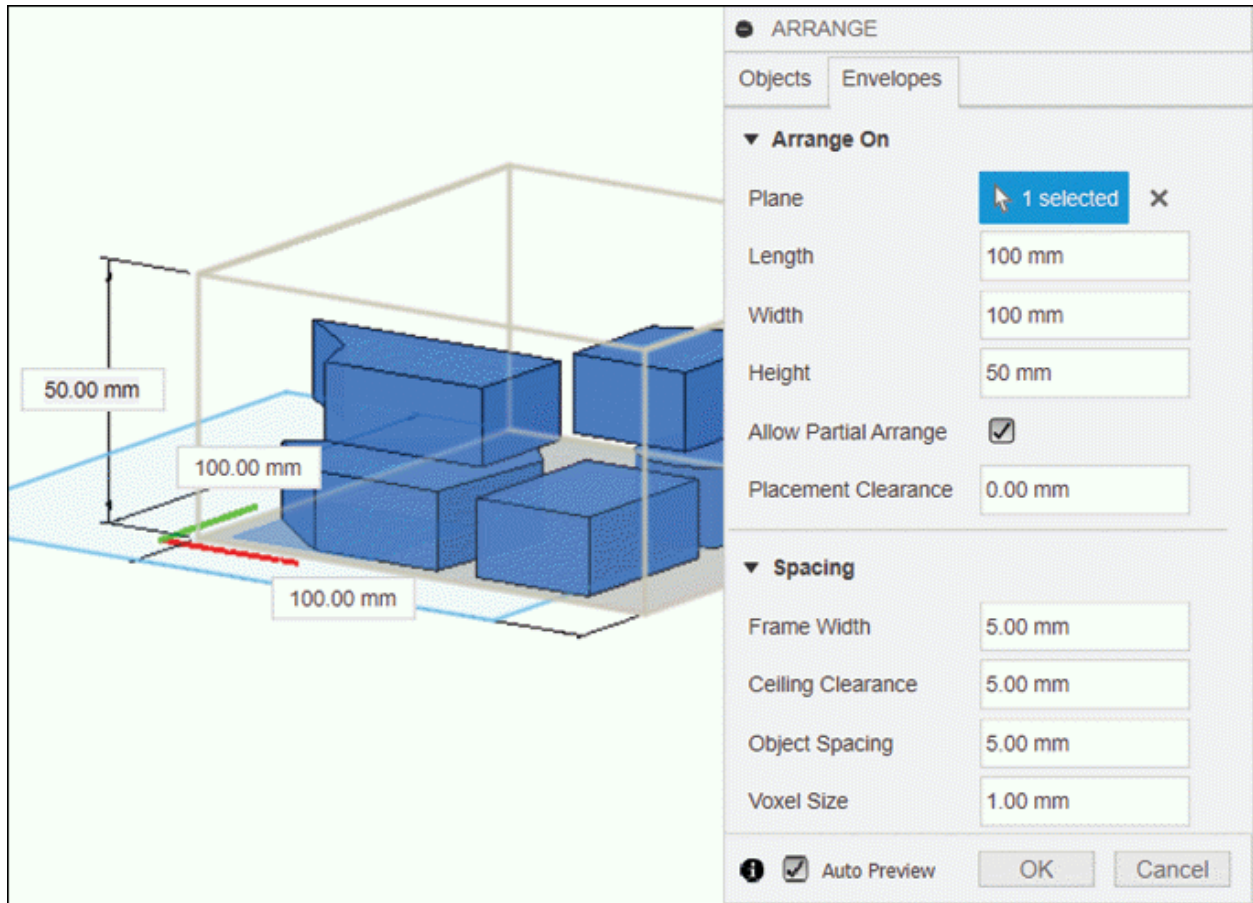 ARRANGE
Objects Envelopes
Arrange On
Plane 1 selected
Length 100 mm
Width 100 mm
Height 50 mm
Allow Partial Arrange
Placement Clearance 0.00 mm
Spacing
Frame Width 5.00 mm
Ceiling Clearance 5.00 mm
Object Spacing 5.00 mm
Voxel Size 1.00 mm
Auto Preview OK Cancel
50.00 mm
100.00 mm
100.00 mm